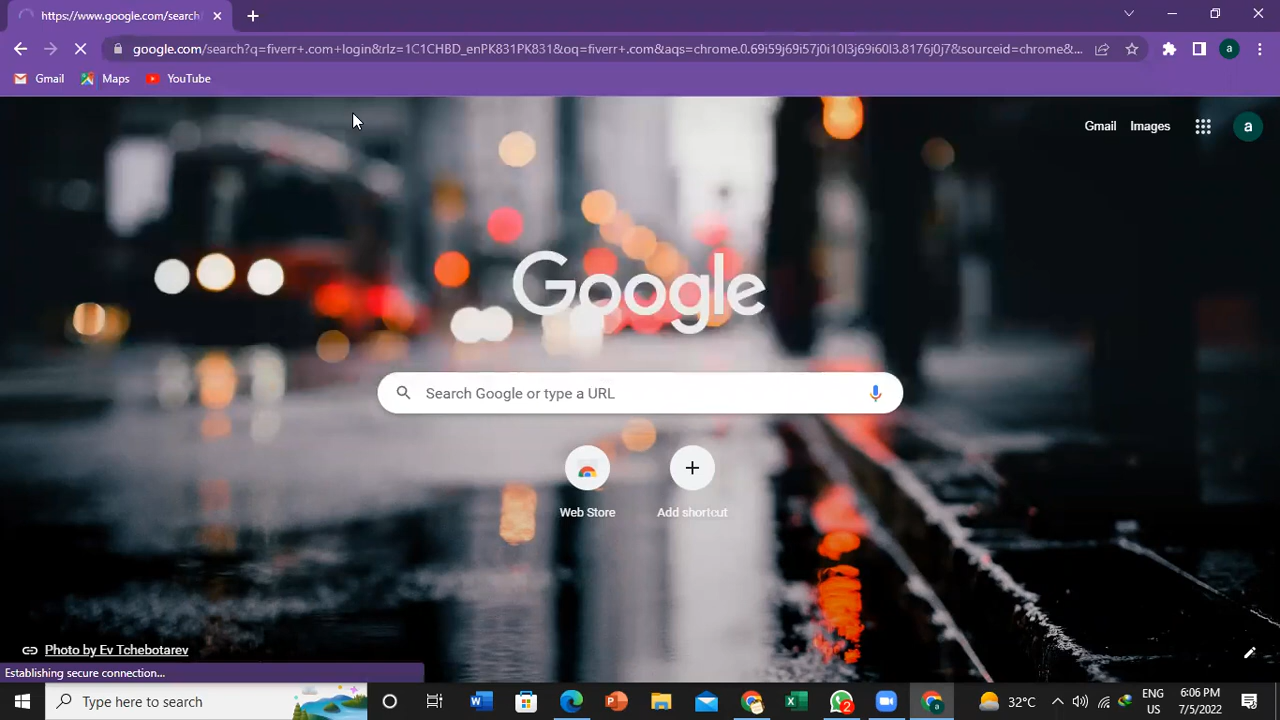 https://www.google.com/search
google.com/search?q=fiverr+.com+login&rlz=1C1CHBD_enPK831PK831&oq=fiverr+.com&aqs=chrome.0.69i59j69i57j0i10l3j69i60l3.8176j0j7&sourceid=chrome&...
a
Gmail
Maps
YouTube
Gmail
Images
a
Google
Search Google or type a URL
Web Store
Add shortcut
Photo by Ev Tchebotarev
Establishing secure connection...
Type here to search
2
32°C
ENG
US
6:06 PM
7/5/2022